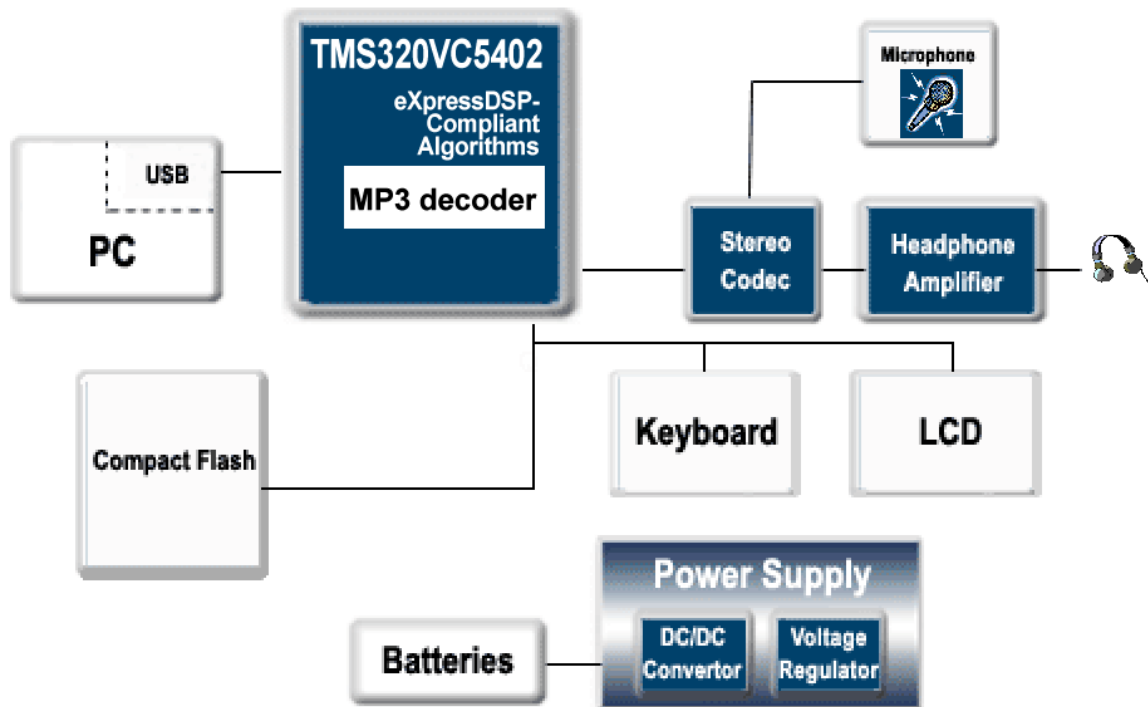 TMS320VC5402
eXpressDSP-
Compliant
Algorithms
MP3 decoder
Microphone
USB
PC
Stereo
Codec
Headphone
Amplifier
Compact Flash
Keyboard
LCD
Power Supply
DC/DC
Convertor
Voltage
Regulator
Batteries